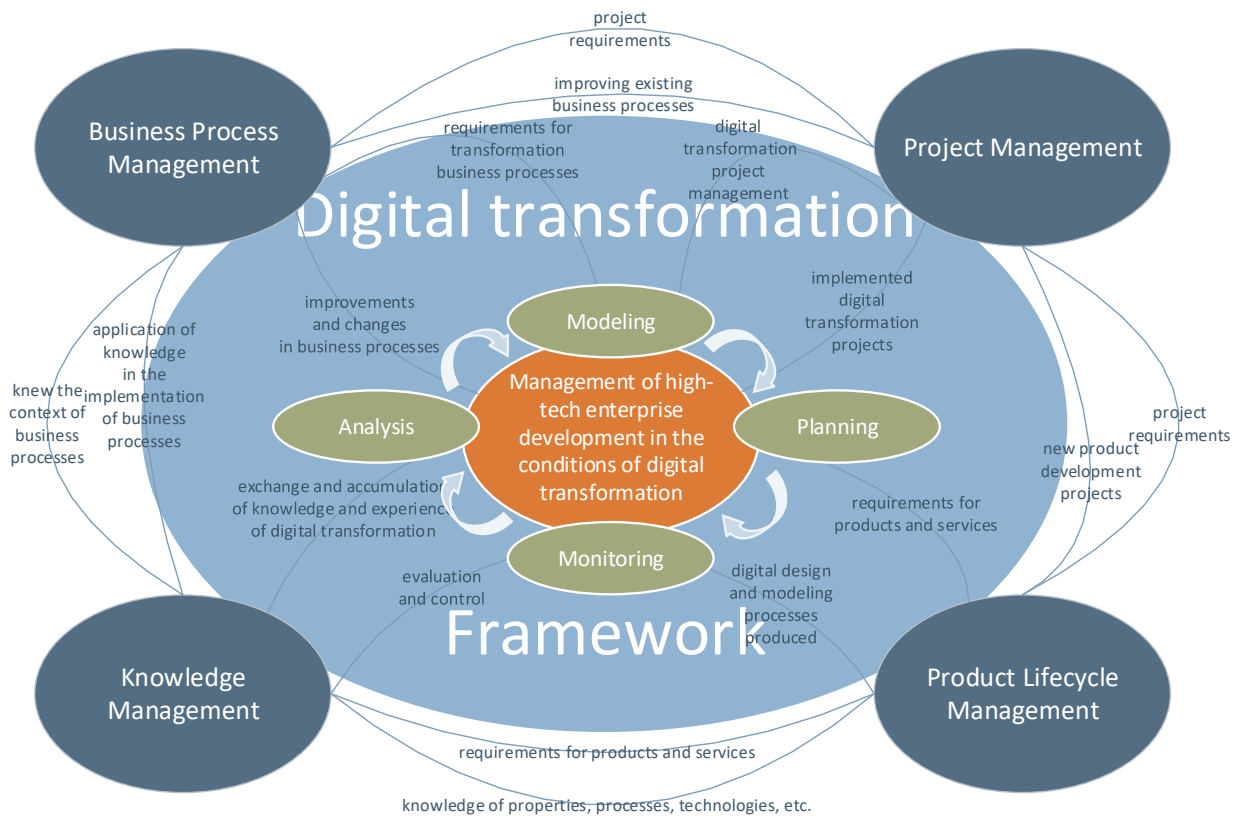 project
requirements
improving existing
business processes
Business Process
Management
requirements for
transformation
business processes
digital
transformation
project
management
Project Management
Digital transformation
improvements
and changes
in business processes
Modeling
implemented
digital
transformation
projects
application of
knowledge
in the
implementation
of business
processes
knew the
context of
business
processes
Analysis
Management of high-
tech enterprise
development in the
conditions of digital
transformation
Planning
project
requirements
new product
development
projects
exchange and accumulation
of knowledge and experience
of digital transformation
requirements for
products and services
Monitoring
evaluation
and control
digital design
and modeling
processes
produced
Framework
Knowledge
Management
Product Lifecycle
Management
requirements for products and services
knowledge of properties, processes, technologies, etc.